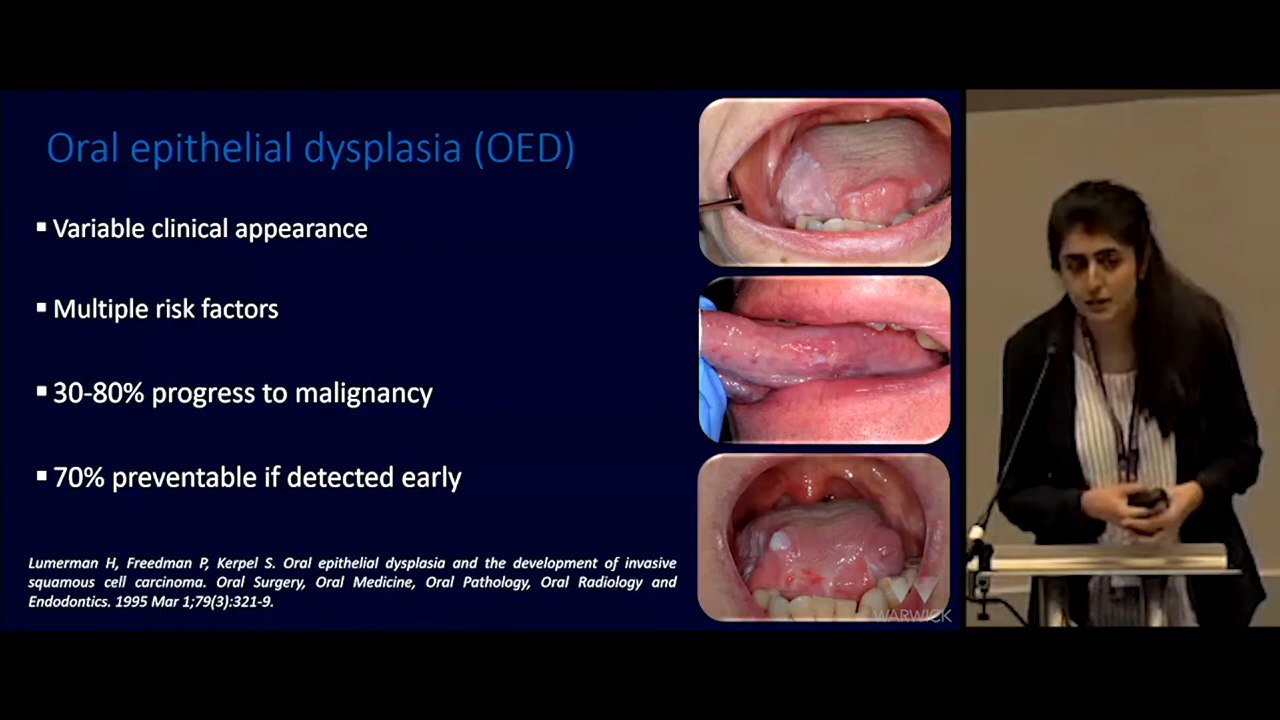 Oral epithelial dysplasia (OED)
▪ Variable clinical appearance
▪ Multiple risk factors
▪ 30-80% progress to malignancy
▪ 70% preventable if detected early
Lumerman H, Freedman P, Kerpel S. Oral epithelial dysplasia and the development of invasive
squamous cell carcinoma. Oral Surgery, Oral Medicine, Oral Pathology, Oral Radiology and
Endodontics. 1995 Mar 1;79(3):321-9.
WARWICK